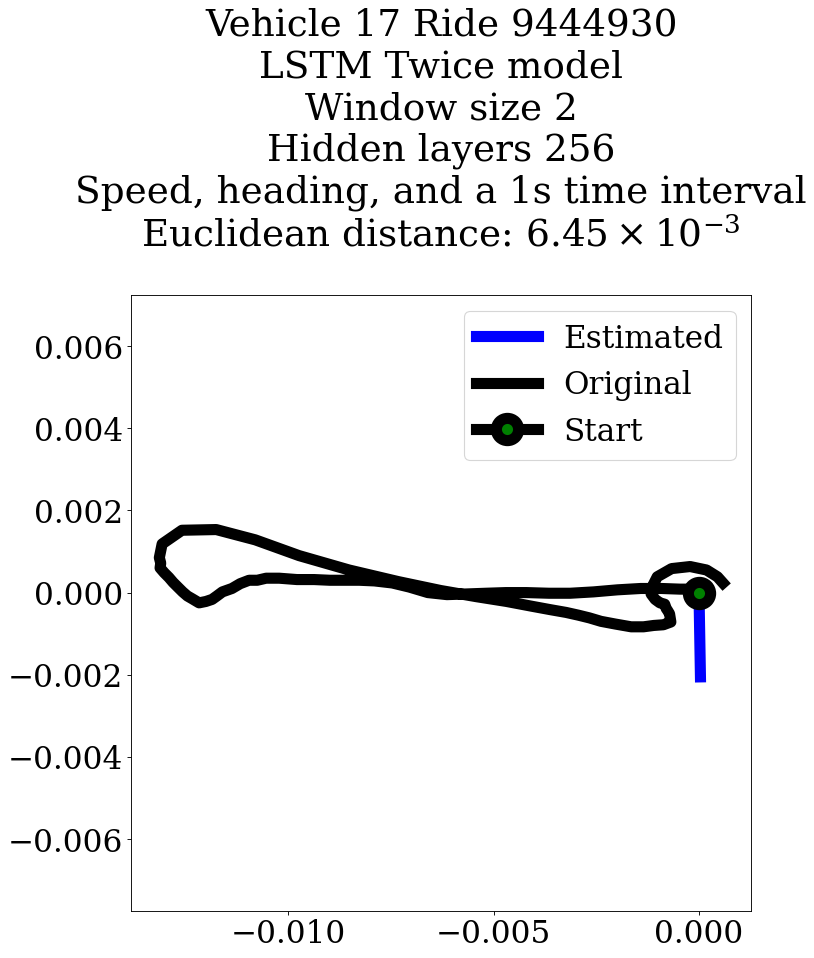 Vehicle 17 Ride 9444930
LSTM Twice model
Window size 2
Hidden layers 256
Speed, heading, and a 1s time interval
Euclidean distance: 6.45 × 10⁻³
Estimated
Original
Start
0.006
0.004
0.002
0.000
−0.002
−0.004
−0.006
−0.010
−0.005
0.000